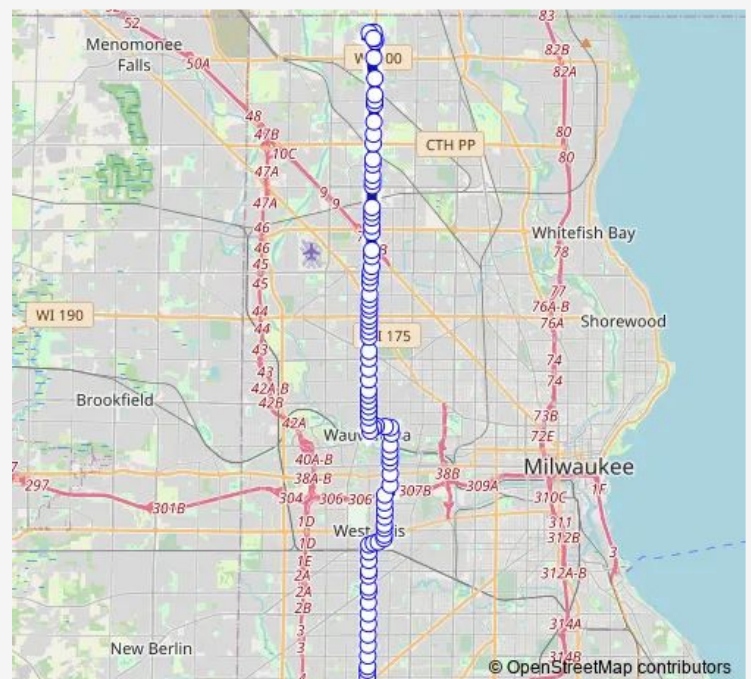 83
52
82B
Menomonee
Falls
50A
82A
48
47B
80
CTH PP
10C
80
47A
9
9
47A
46
Whitefish Bay
46
78
45
45
77
WI 190
76A-B
44
WI 175
76A
Shorewood
44
43
74
43
74
42A,B
Brookfield
42B
73B
42A
72E
40A-B
Milwaukee
38A-B
38B
297
304
306
306
307B
309A
310C
1F
301B
1D
311
312B
1D
1E
3
2A
312A-B
2A
2B
3
314A
3
New Berlin
314B
© OpenStreetMap contributors